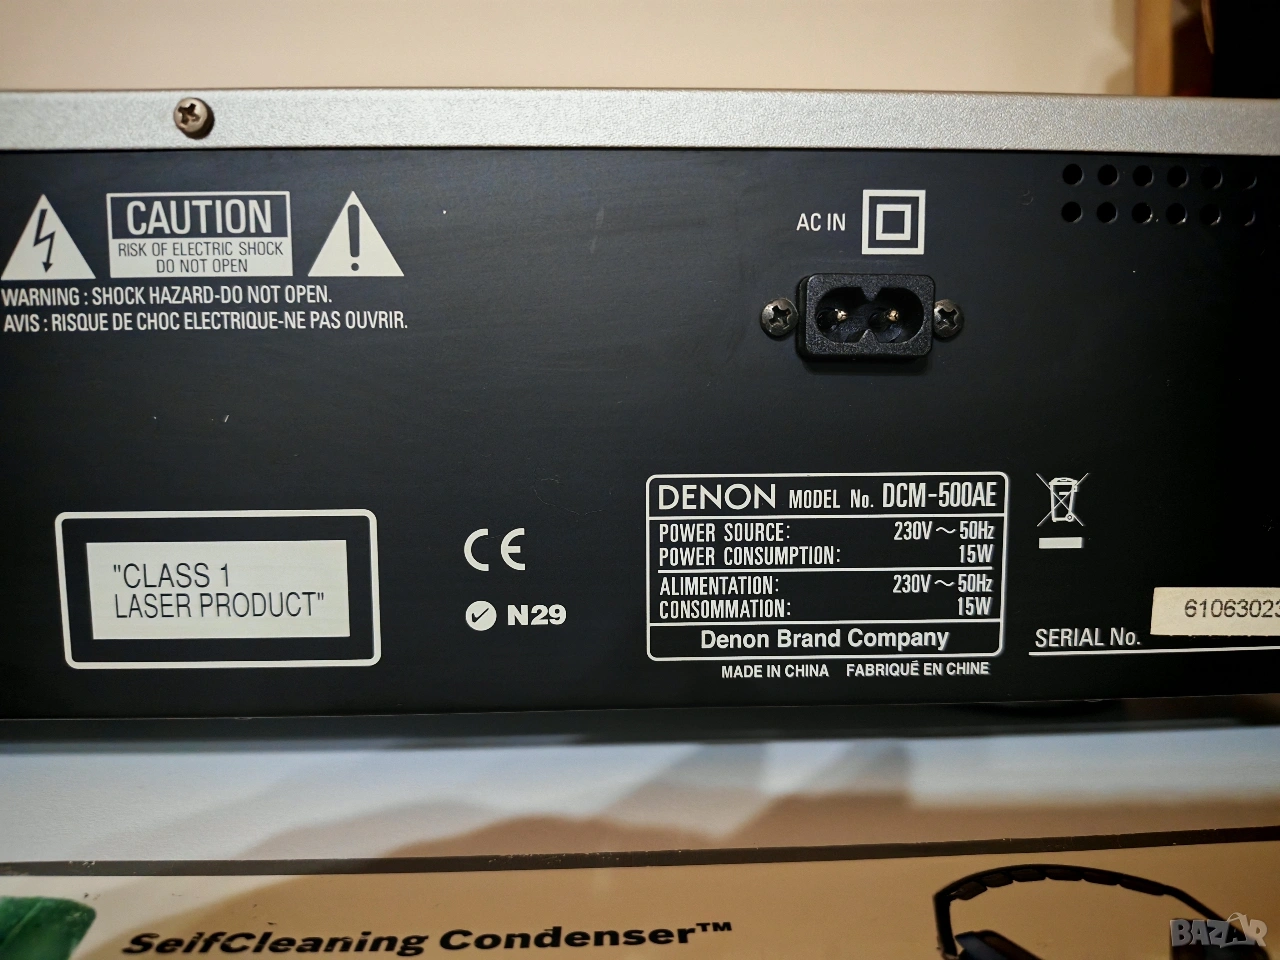 CAUTION
RISK OF ELECTRIC SHOCK
DO NOT OPEN
WARNING : SHOCK HAZARD-DO NOT OPEN.
AVIS : RISQUE DE CHOC ELECTRIQUE-NE PAS OUVRIR.
AC IN
"CLASS 1
LASER PRODUCT"
CE
N29
DENON MODEL No. DCM-500AE
POWER SOURCE: 230V ~ 50Hz
POWER CONSUMPTION: 15W
ALIMENTATION: 230V ~ 50Hz
CONSOMMATION: 15W
Denon Brand Company
MADE IN CHINA FABRIQUÉ EN CHINE
SERIAL No. 61063023
SelfCleaning Condenser™
BAZAR